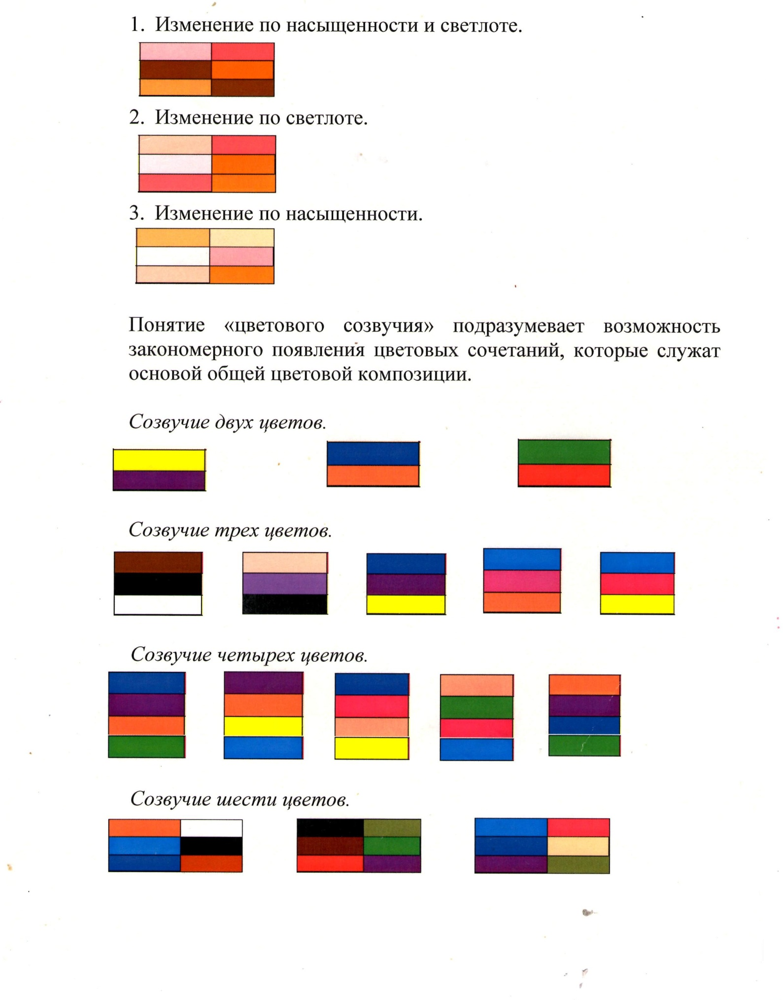 1. Изменение по насыщенности и светлоте.
2. Изменение по светлоте.
3. Изменение по насыщенности.
Понятие «цветового созвучия» подразумевает возможность
закономерного появления цветовых сочетаний, которые служат
основой общей цветовой композиции.
Созвучие двух цветов.
Созвучие трех цветов.
Созвучие четырех цветов.
Созвучие шести цветов.